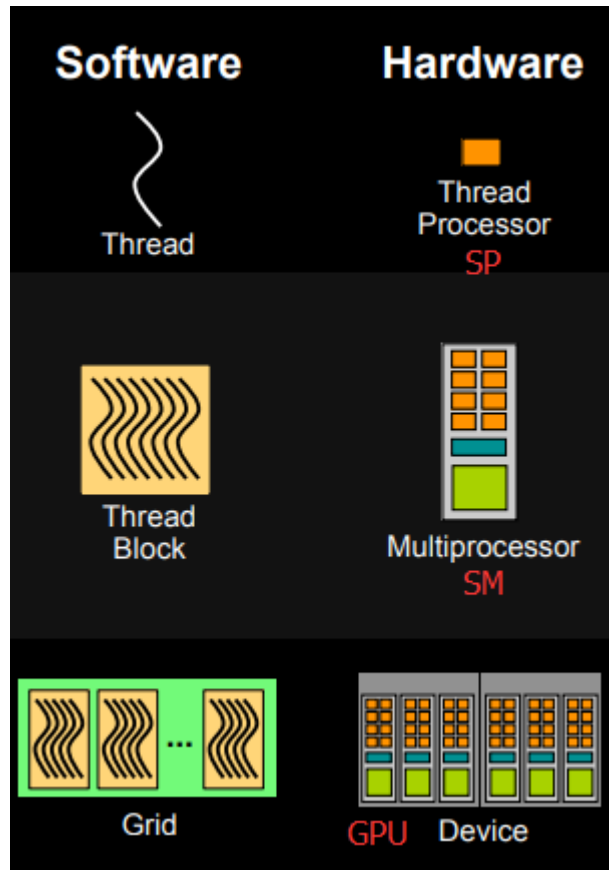 Software
Hardware
Thread
Thread
Processor
SP
Thread
Block
Multiprocessor
SM
...
Grid
GPU Device